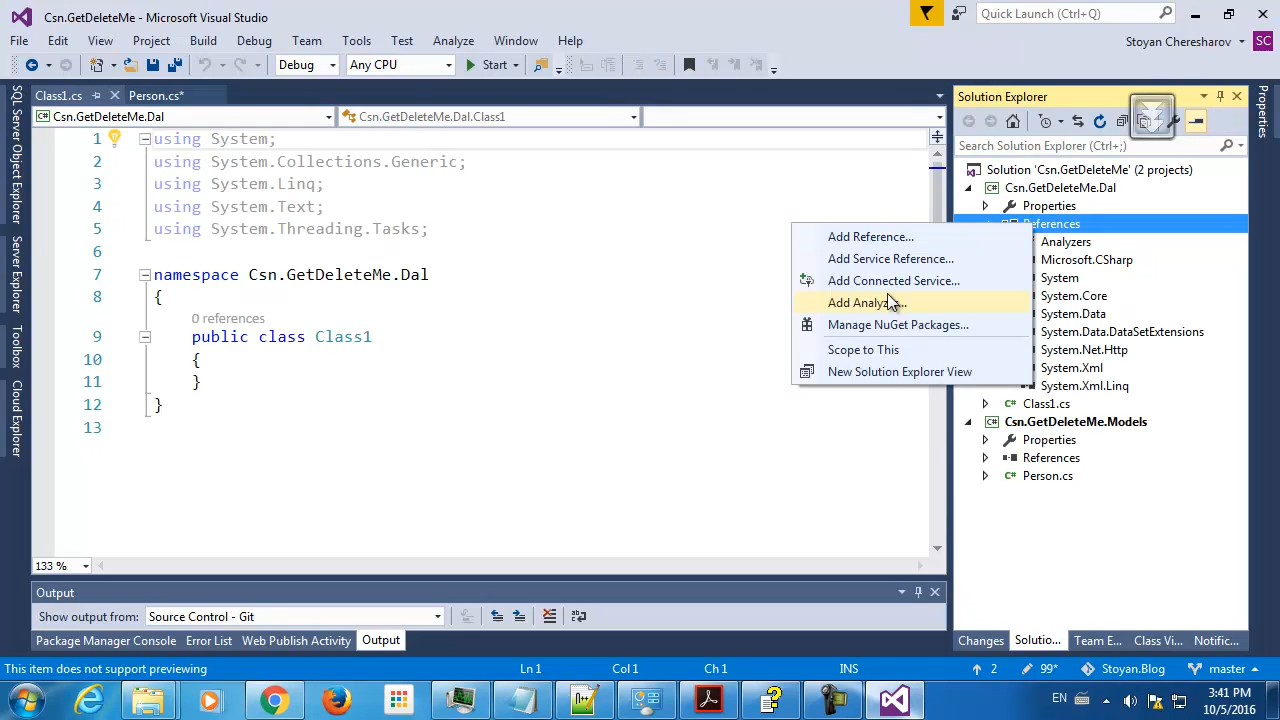 Csn.GetDeleteMe - Microsoft Visual Studio
Quick Launch (Ctrl+Q)
File Edit View Project Build Debug Team Tools Test Analyze Window Help
Stoyan Cheresharov SC
Debug Any CPU Start
Class1.cs Person.cs*
Csn.GetDeleteMe.Dal Csn.GetDeleteMe.Dal.Class1
1 using System;
2 using System.Collections.Generic;
3 using System.Linq;
4 using System.Text;
5 using System.Threading.Tasks;
6
7 namespace Csn.GetDeleteMe.Dal
8 {
0 references
9 public class Class1
10 {
11 }
12 }
13
133 %
SQL Server Object Explorer
Server Explorer
Toolbox
Cloud Explorer
Add Reference...
Add Service Reference...
Add Connected Service...
Add Analyzer...
Manage NuGet Packages...
Scope to This
New Solution Explorer View
Solution Explorer
Search Solution Explorer (Ctrl+;)
Solution 'Csn.GetDeleteMe' (2 projects)
Csn.GetDeleteMe.Dal
Properties
References
Analyzers
Microsoft.CSharp
System
System.Core
System.Data
System.Data.DataSetExtensions
System.Net.Http
System.Xml
System.Xml.Linq
Class1.cs
Csn.GetDeleteMe.Models
Properties
References
Person.cs
Properties
Output
Show output from: Source Control - Git
Package Manager Console Error List Web Publish Activity Output
Changes Solutio... Team E... Class Vi... Notific...
This item does not support previewing Ln 1 Col 1 Ch 1 INS 2 99* Stoyan.Blog master
EN 3:41 PM
10/5/2016